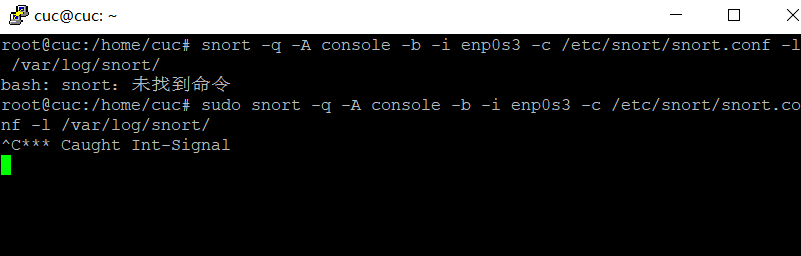 cuc@cuc: ~
root@cuc:/home/cuc# snort -q -A console -b -i enp0s3 -c /etc/snort/snort.conf -l
 /var/log/snort/
bash: snort: 未找到命令
root@cuc:/home/cuc# sudo snort -q -A console -b -i enp0s3 -c /etc/snort/snort.co
nf -l /var/log/snort/
^C*** Caught Int-Signal